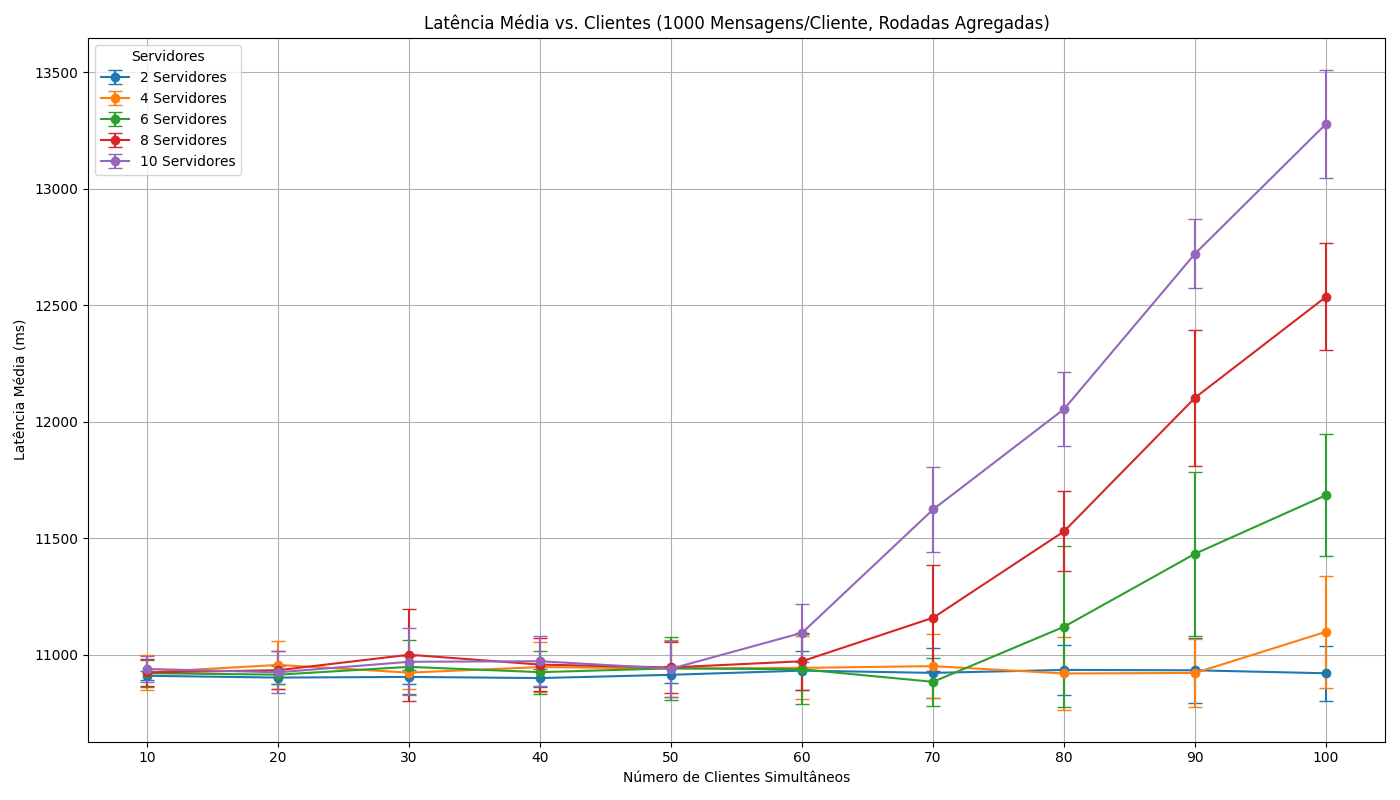 Latência Média vs. Clientes (1000 Mensagens/Cliente, Rodadas Agregadas)
Servidores
2 Servidores
4 Servidores
6 Servidores
8 Servidores
10 Servidores
Latência Média (ms)
13500
13000
12500
12000
11500
11000
10 20 30 40 50 60 70 80 90 100
Número de Clientes Simultâneos